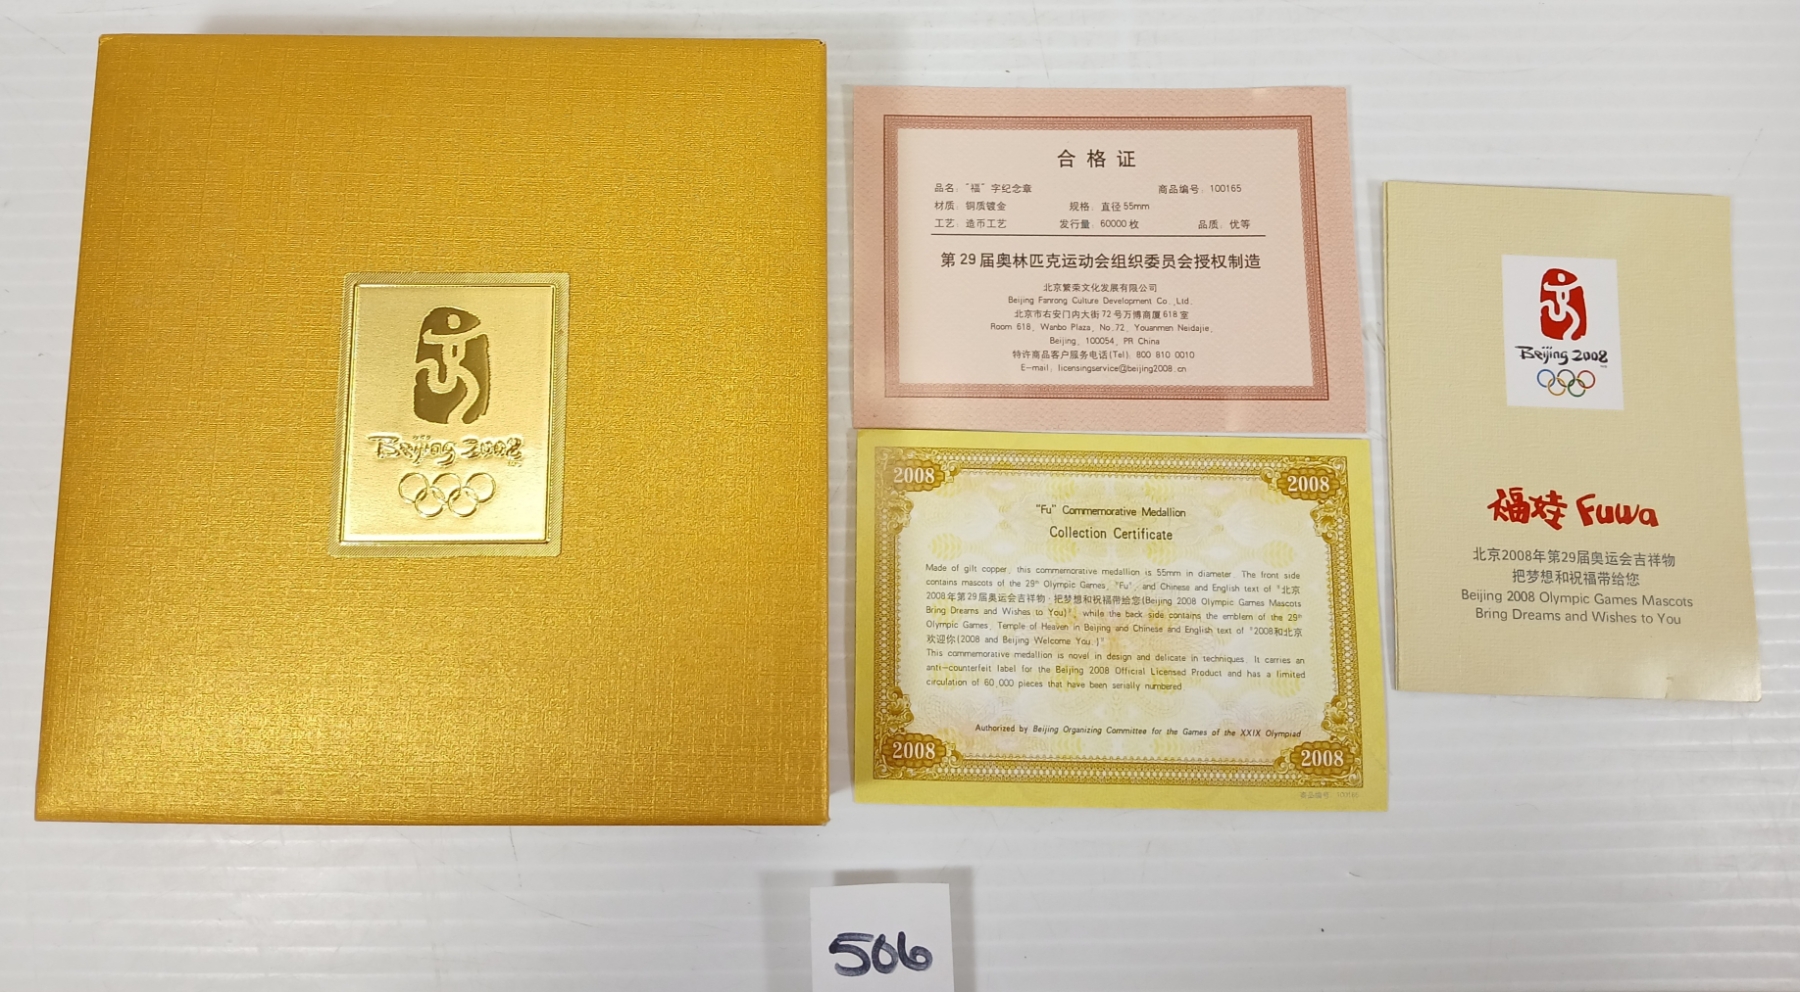 Beijing 2008
合格证
品名：“福”字纪念章 商品编号：100165
材质：铜质镀金 规格：直径55mm
工艺：造币工艺 发行量：60000枚 品质：优等
第29届奥林匹克运动会组织委员会授权制造
北京繁荣文化发展有限公司
Beijing Fanrong Culture Development Co.,Ltd.
北京市右安门内大街72号万博商厦618室
Room 618, Wanbo Plaza, No.72, Youanmen Neidajie,
Beijing, 100054, PR China
特许商品客户服务电话(Tel): 800 810 0010
E-mail: licensingservice@beijing2008.cn
2008 2008
"Fu" Commemorative Medallion
Collection Certificate
Made of gilt copper, this commemorative medallion is 55mm in diameter. The front side
contains mascots of the 29th Olympic Games, "Fu", and Chinese and English text of "北京
2008年第29届奥运会吉祥物·把梦想和祝福带给您(Beijing 2008 Olympic Games Mascots
Bring Dreams and Wishes to You)", while the back side contains the emblem of the 29th
Olympic Games, Temple of Heaven in Beijing and Chinese and English text of "2008和北京
欢迎你(2008 and Beijing Welcome You !)"
This commemorative medallion is novel in design and delicate in techniques. It carries an
anti-counterfeit label for the Beijing 2008 Official Licensed Product and has a limited
circulation of 60,000 pieces that have been serially numbered
Authorized by Beijing Organizing Committee for the Games of the XXIX Olympiad
2008 2008
Beijing 2008
福娃 Fuwa
北京2008年第29届奥运会吉祥物
把梦想和祝福带给您
Beijing 2008 Olympic Games Mascots
Bring Dreams and Wishes to You
506